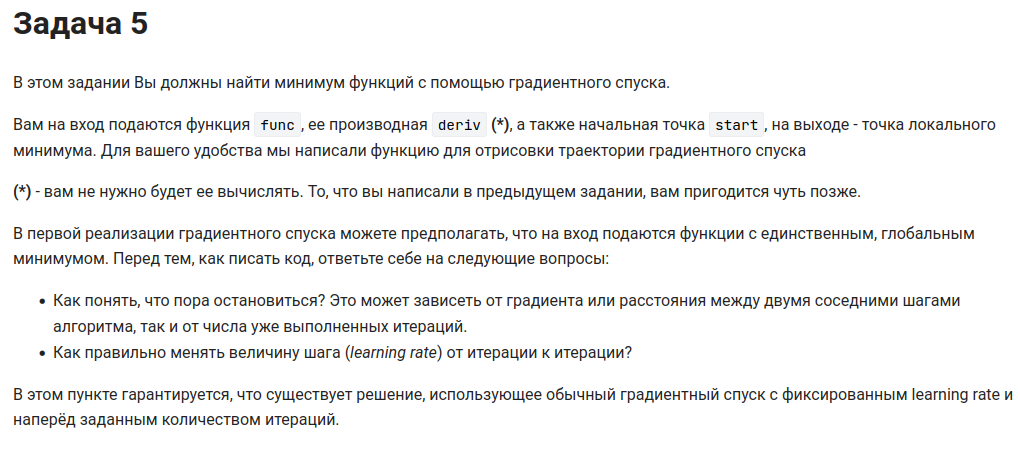 Задача 5
В этом задании Вы должны найти минимум функций с помощью градиентного спуска.
Вам на вход подаются функция func , ее производная deriv (*), а также начальная точка start , на выходе - точка локального
минимума. Для вашего удобства мы написали функцию для отрисовки траектории градиентного спуска
(*) - вам не нужно будет ее вычислять. То, что вы написали в предыдущем задании, вам пригодится чуть позже.
В первой реализации градиентного спуска можете предполагать, что на вход подаются функции с единственным, глобальным
минимумом. Перед тем, как писать код, ответьте себе на следующие вопросы:
• Как понять, что пора остановиться? Это может зависеть от градиента или расстояния между двумя соседними шагами
алгоритма, так и от числа уже выполненных итераций.
• Как правильно менять величину шага (learning rate) от итерации к итерации?
В этом пункте гарантируется, что существует решение, использующее обычный градиентный спуск с фиксированным learning rate и
наперёд заданным количеством итераций.